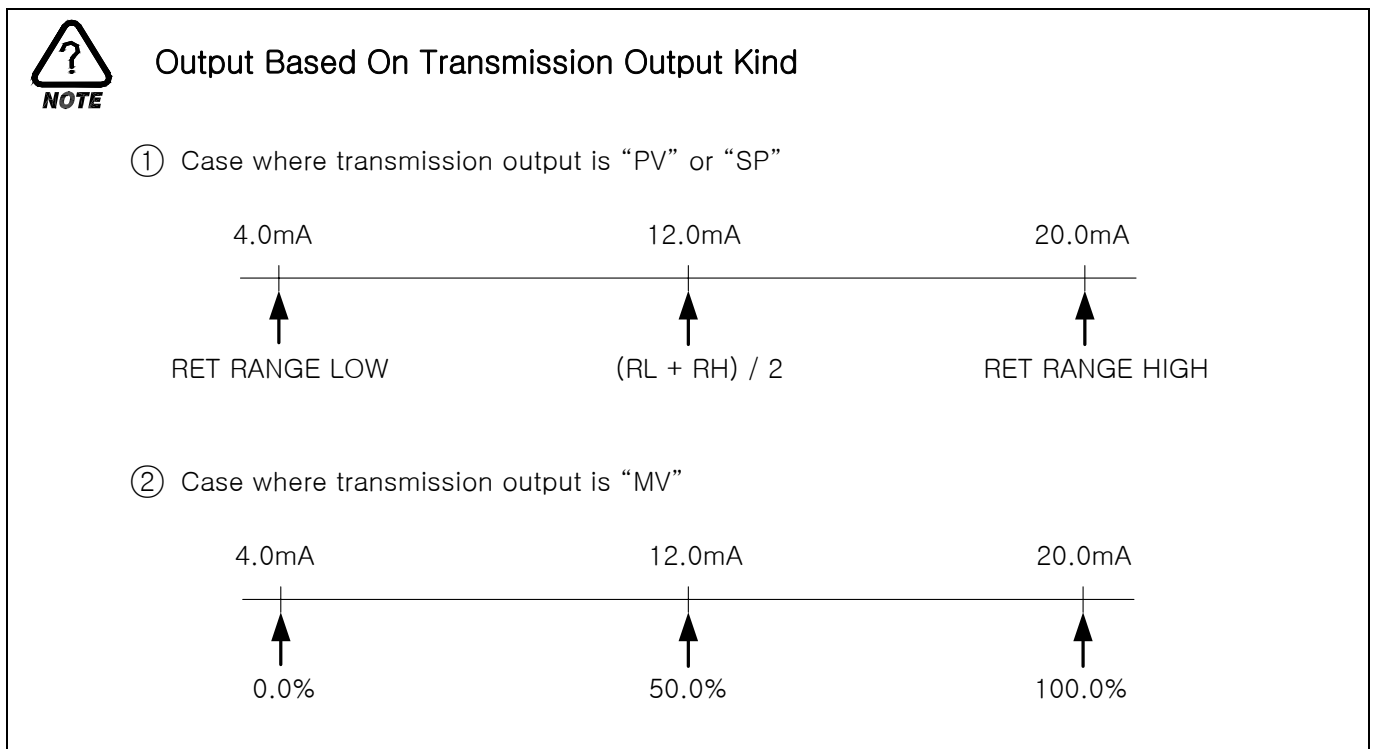 ?
NOTE
Output Based On Transmission Output Kind
① Case where transmission output is “PV” or “SP”
4.0mA 12.0mA 20.0mA
RET RANGE LOW (RL + RH) / 2 RET RANGE HIGH
② Case where transmission output is “MV”
4.0mA 12.0mA 20.0mA
0.0% 50.0% 100.0%